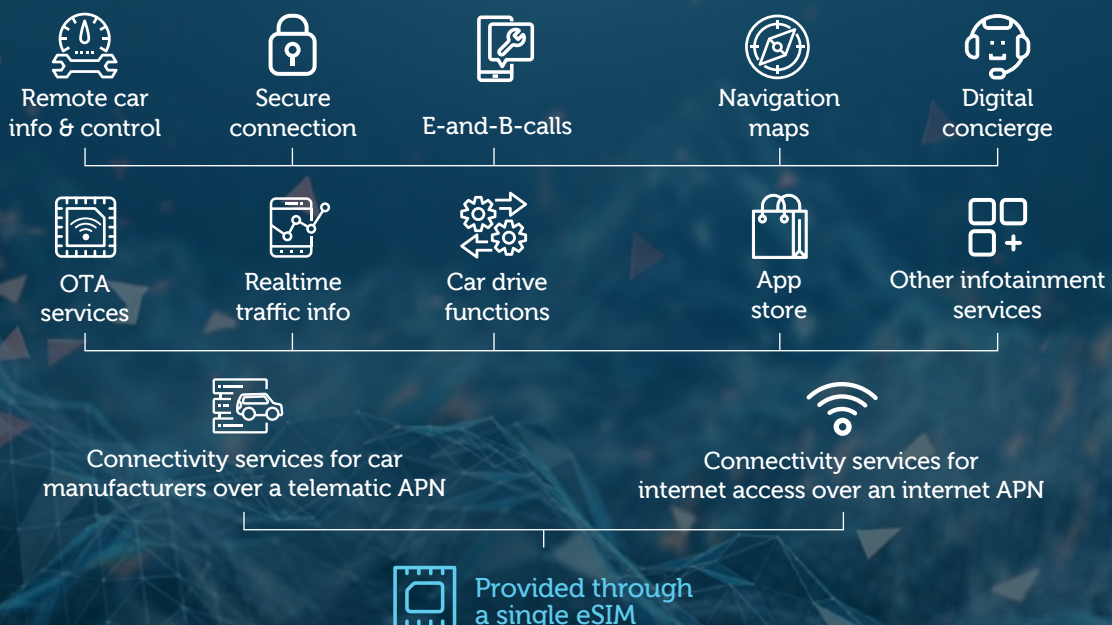 Remote car
info & control
Secure
connection
E-and-B-calls
Navigation
maps
Digital
concierge
OTA
services
Realtime
traffic info
Car drive
functions
App
store
Other infotainment
services
Connectivity services for car
manufacturers over a telematic APN
Connectivity services for
internet access over an internet APN
Provided through
a single eSIM